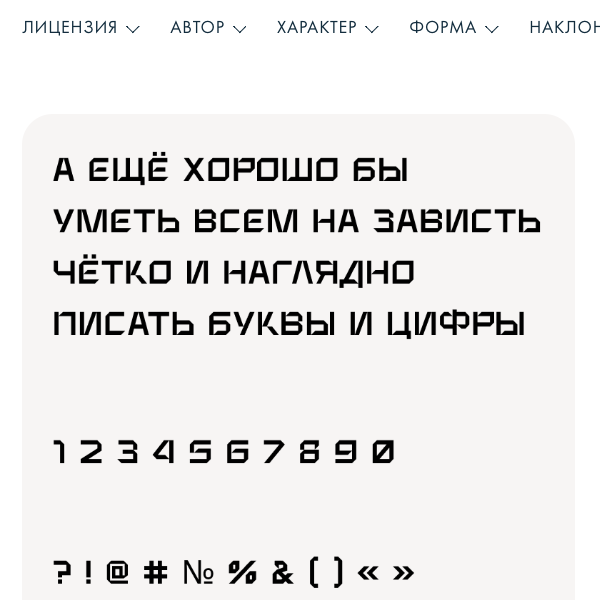 ЛИЦЕНЗИЯ АВТОР ХАРАКТЕР ФОРМА НАКЛОН
А ЕЩЁ ХОРОШО БЫ
УМЕТЬ ВСЕМ НА ЗАВИСТЬ
ЧЁТКО И НАГЛЯДНО
ПИСАТЬ БУКВЫ И ЦИФРЫ
1 2 3 4 5 6 7 8 9 0
? ! @ # № % & ( ) « »